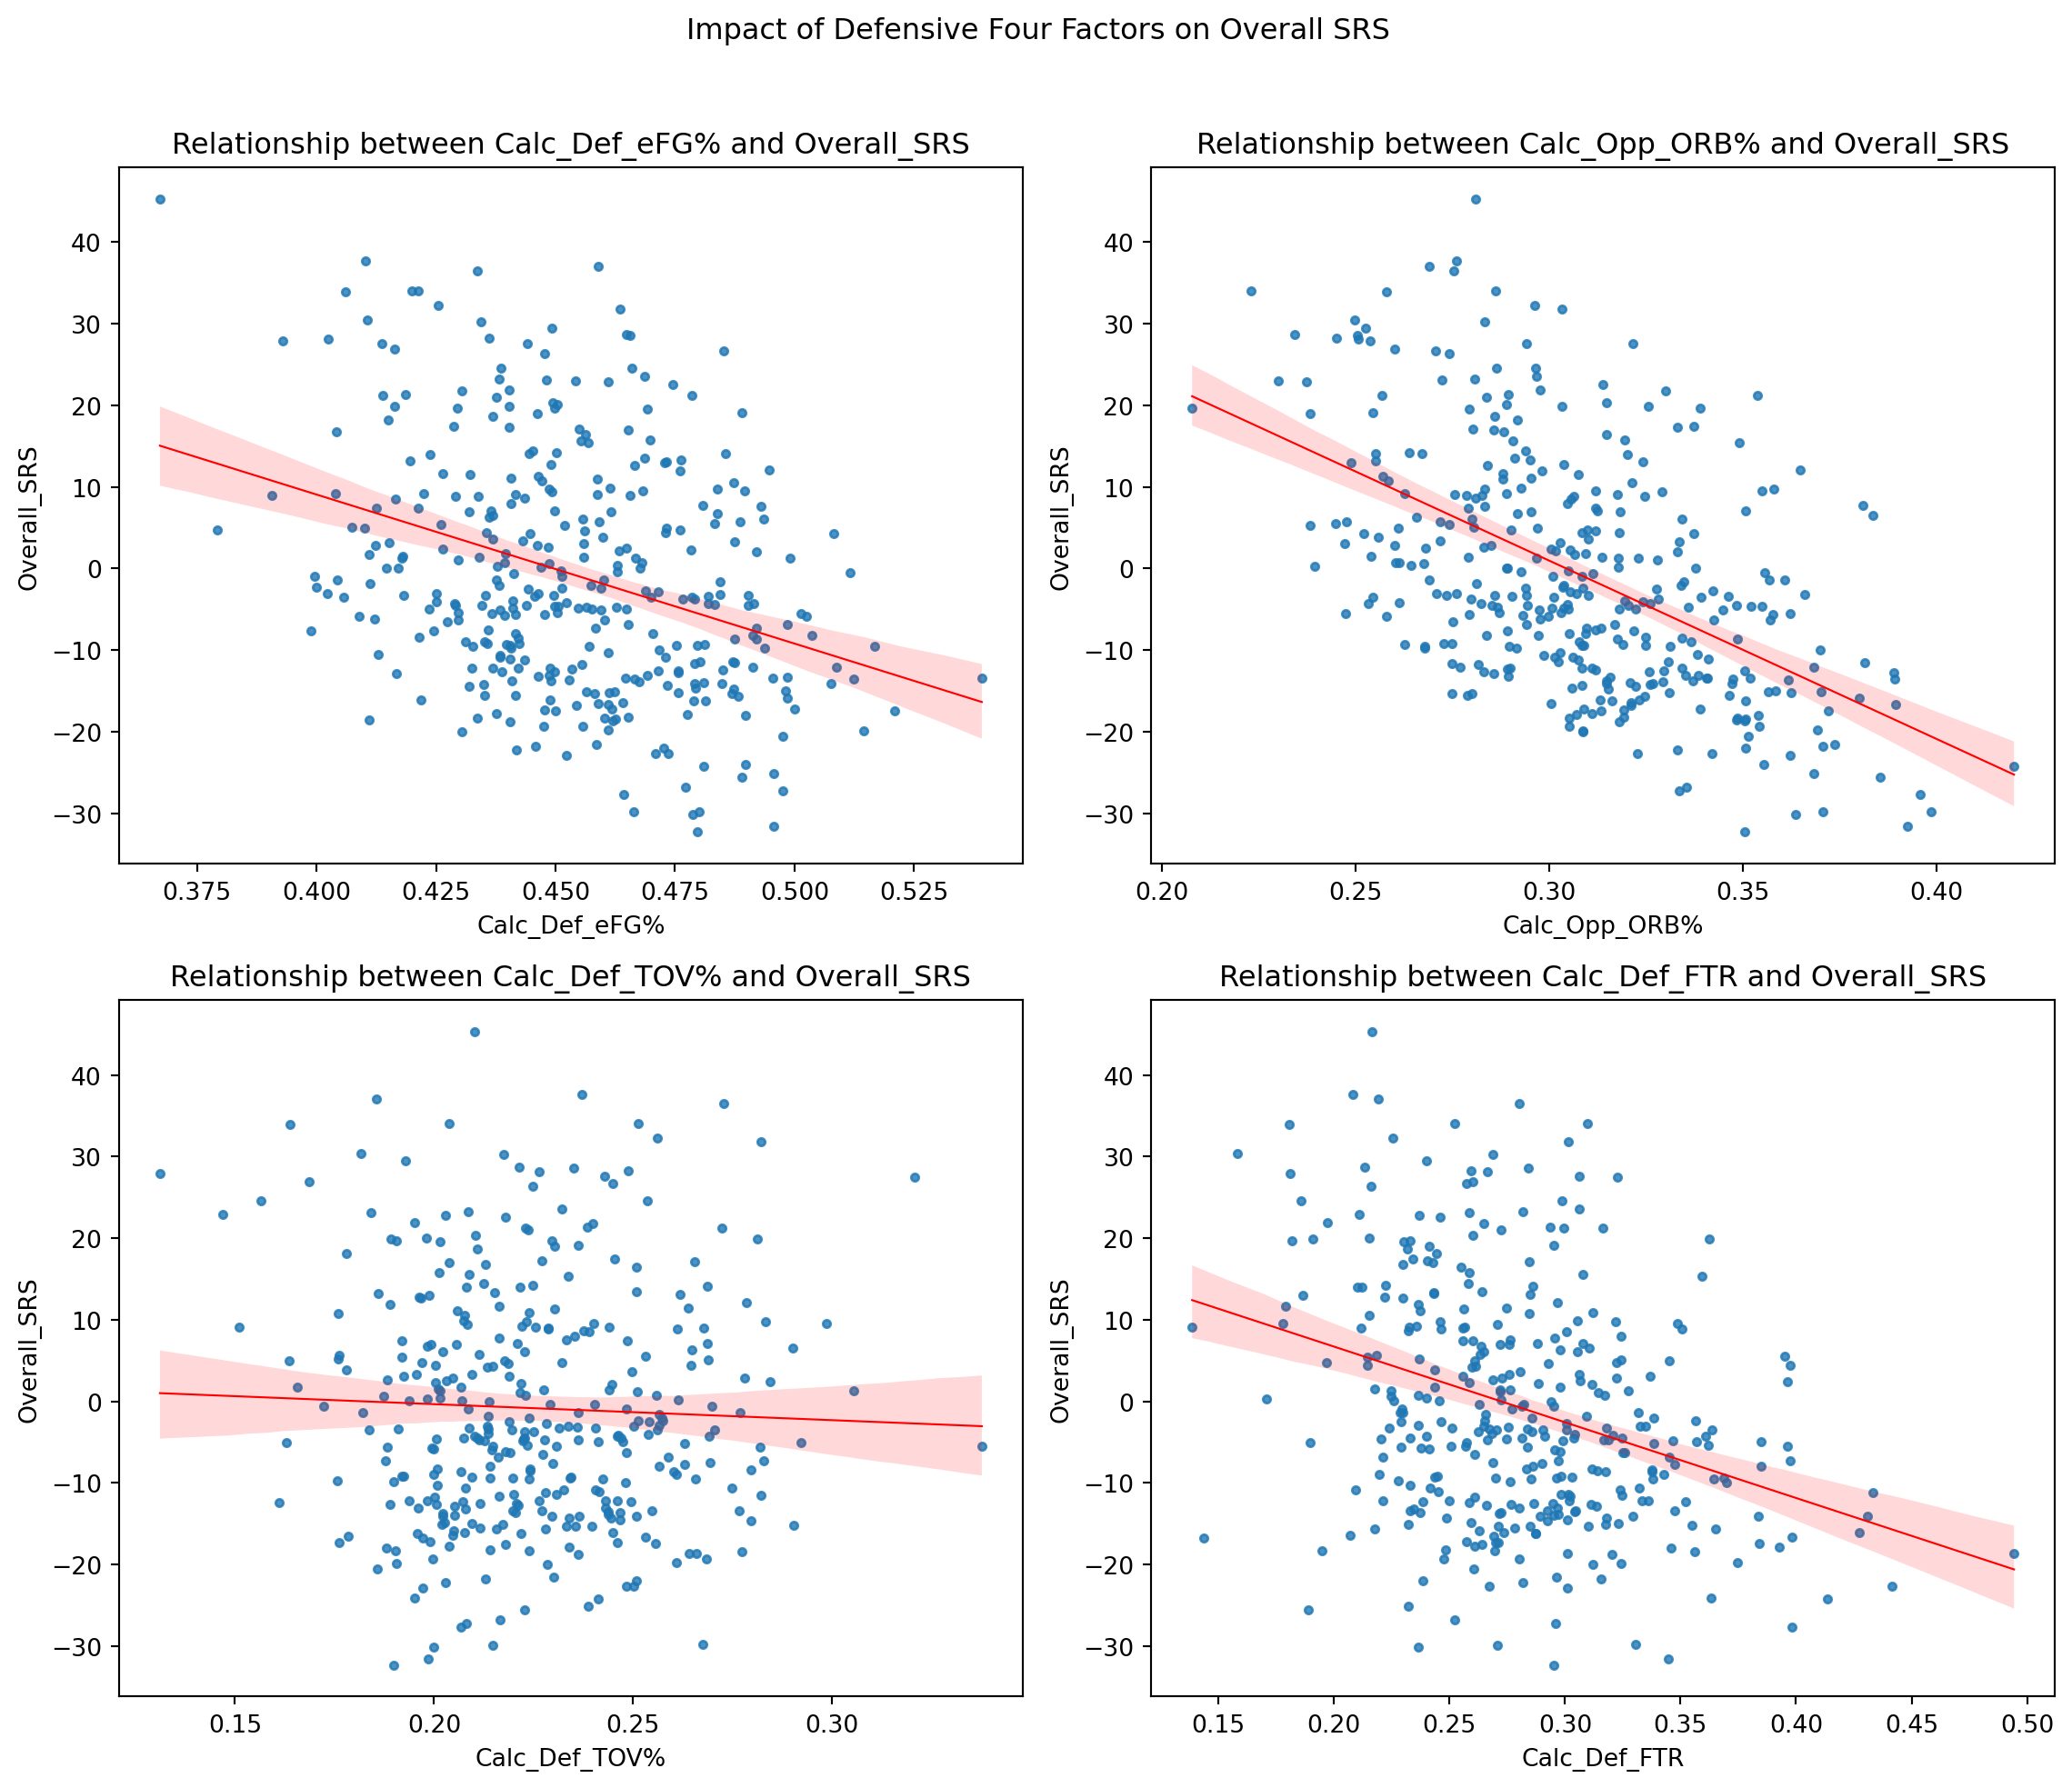 Impact of Defensive Four Factors on Overall SRS
Relationship between Calc_Def_eFG% and Overall_SRS
Overall_SRS
40
30
20
10
0
−10
−20
−30
0.375 0.400 0.425 0.450 0.475 0.500 0.525
Calc_Def_eFG%
Relationship between Calc_Opp_ORB% and Overall_SRS
Overall_SRS
40
30
20
10
0
−10
−20
−30
0.20 0.25 0.30 0.35 0.40
Calc_Opp_ORB%
Relationship between Calc_Def_TOV% and Overall_SRS
Overall_SRS
40
30
20
10
0
−10
−20
−30
0.15 0.20 0.25 0.30
Calc_Def_TOV%
Relationship between Calc_Def_FTR and Overall_SRS
Overall_SRS
40
30
20
10
0
−10
−20
−30
0.15 0.20 0.25 0.30 0.35 0.40 0.45 0.50
Calc_Def_FTR